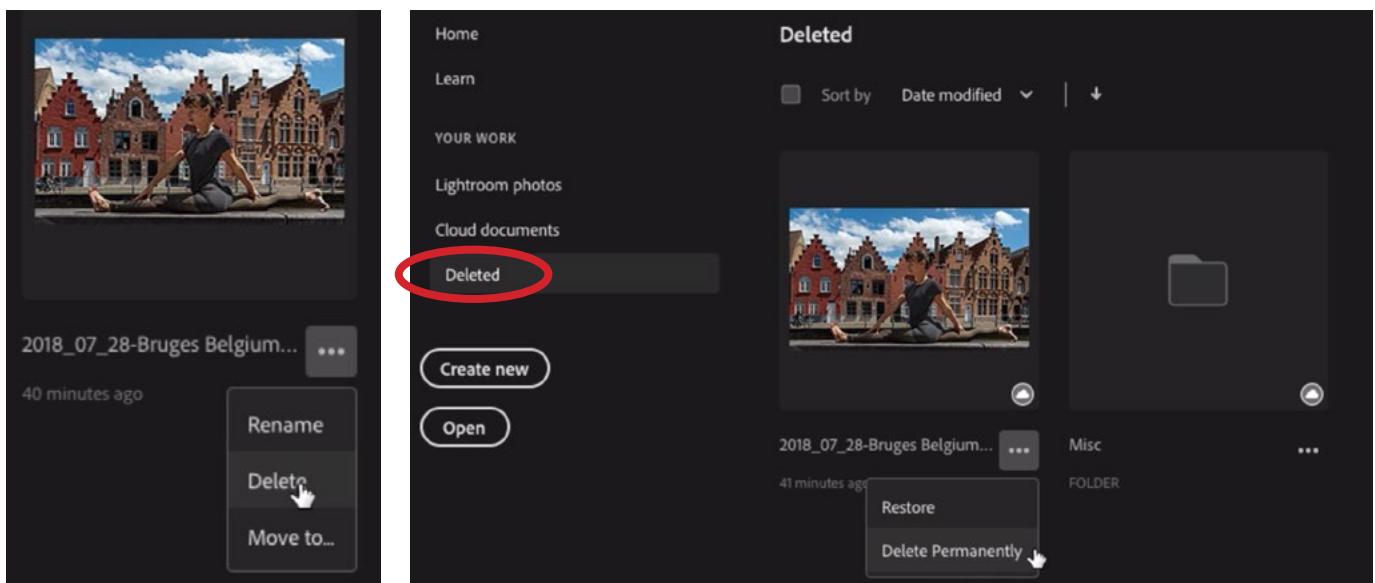 2018_07_28-Bruges Belgium... •••
40 minutes ago
Rename
Delete
Move to...
Home
Learn
YOUR WORK
Lightroom photos
Cloud documents
Deleted
Create new
Open
Deleted
Sort by Date modified
2018_07_28-Bruges Belgium... •••
41 minutes ago
Restore
Delete Permanently
Misc •••
FOLDER